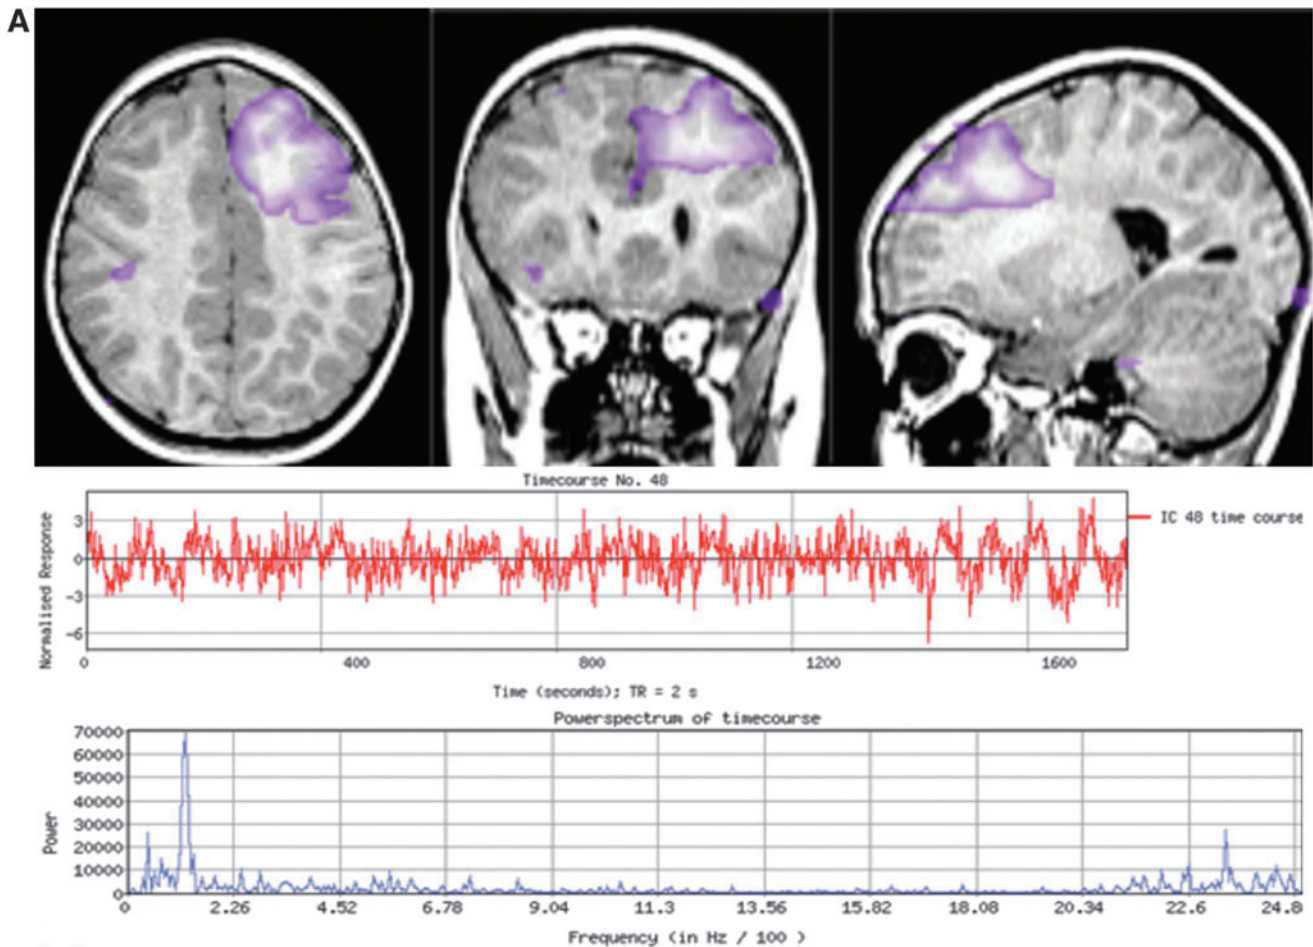 A
Timecourse No. 48
3
0
-3
-6
Normalised Response
IC 48 time course
0 400 800 1200 1600
Time (seconds); TR = 2 s
Powerspectrum of timecourse
70000
60000
50000
40000
30000
20000
10000
0
Power
0 2.26 4.52 6.78 9.04 11.3 13.56 15.82 18.08 20.34 22.6 24.8
Frequency (in Hz / 100 )